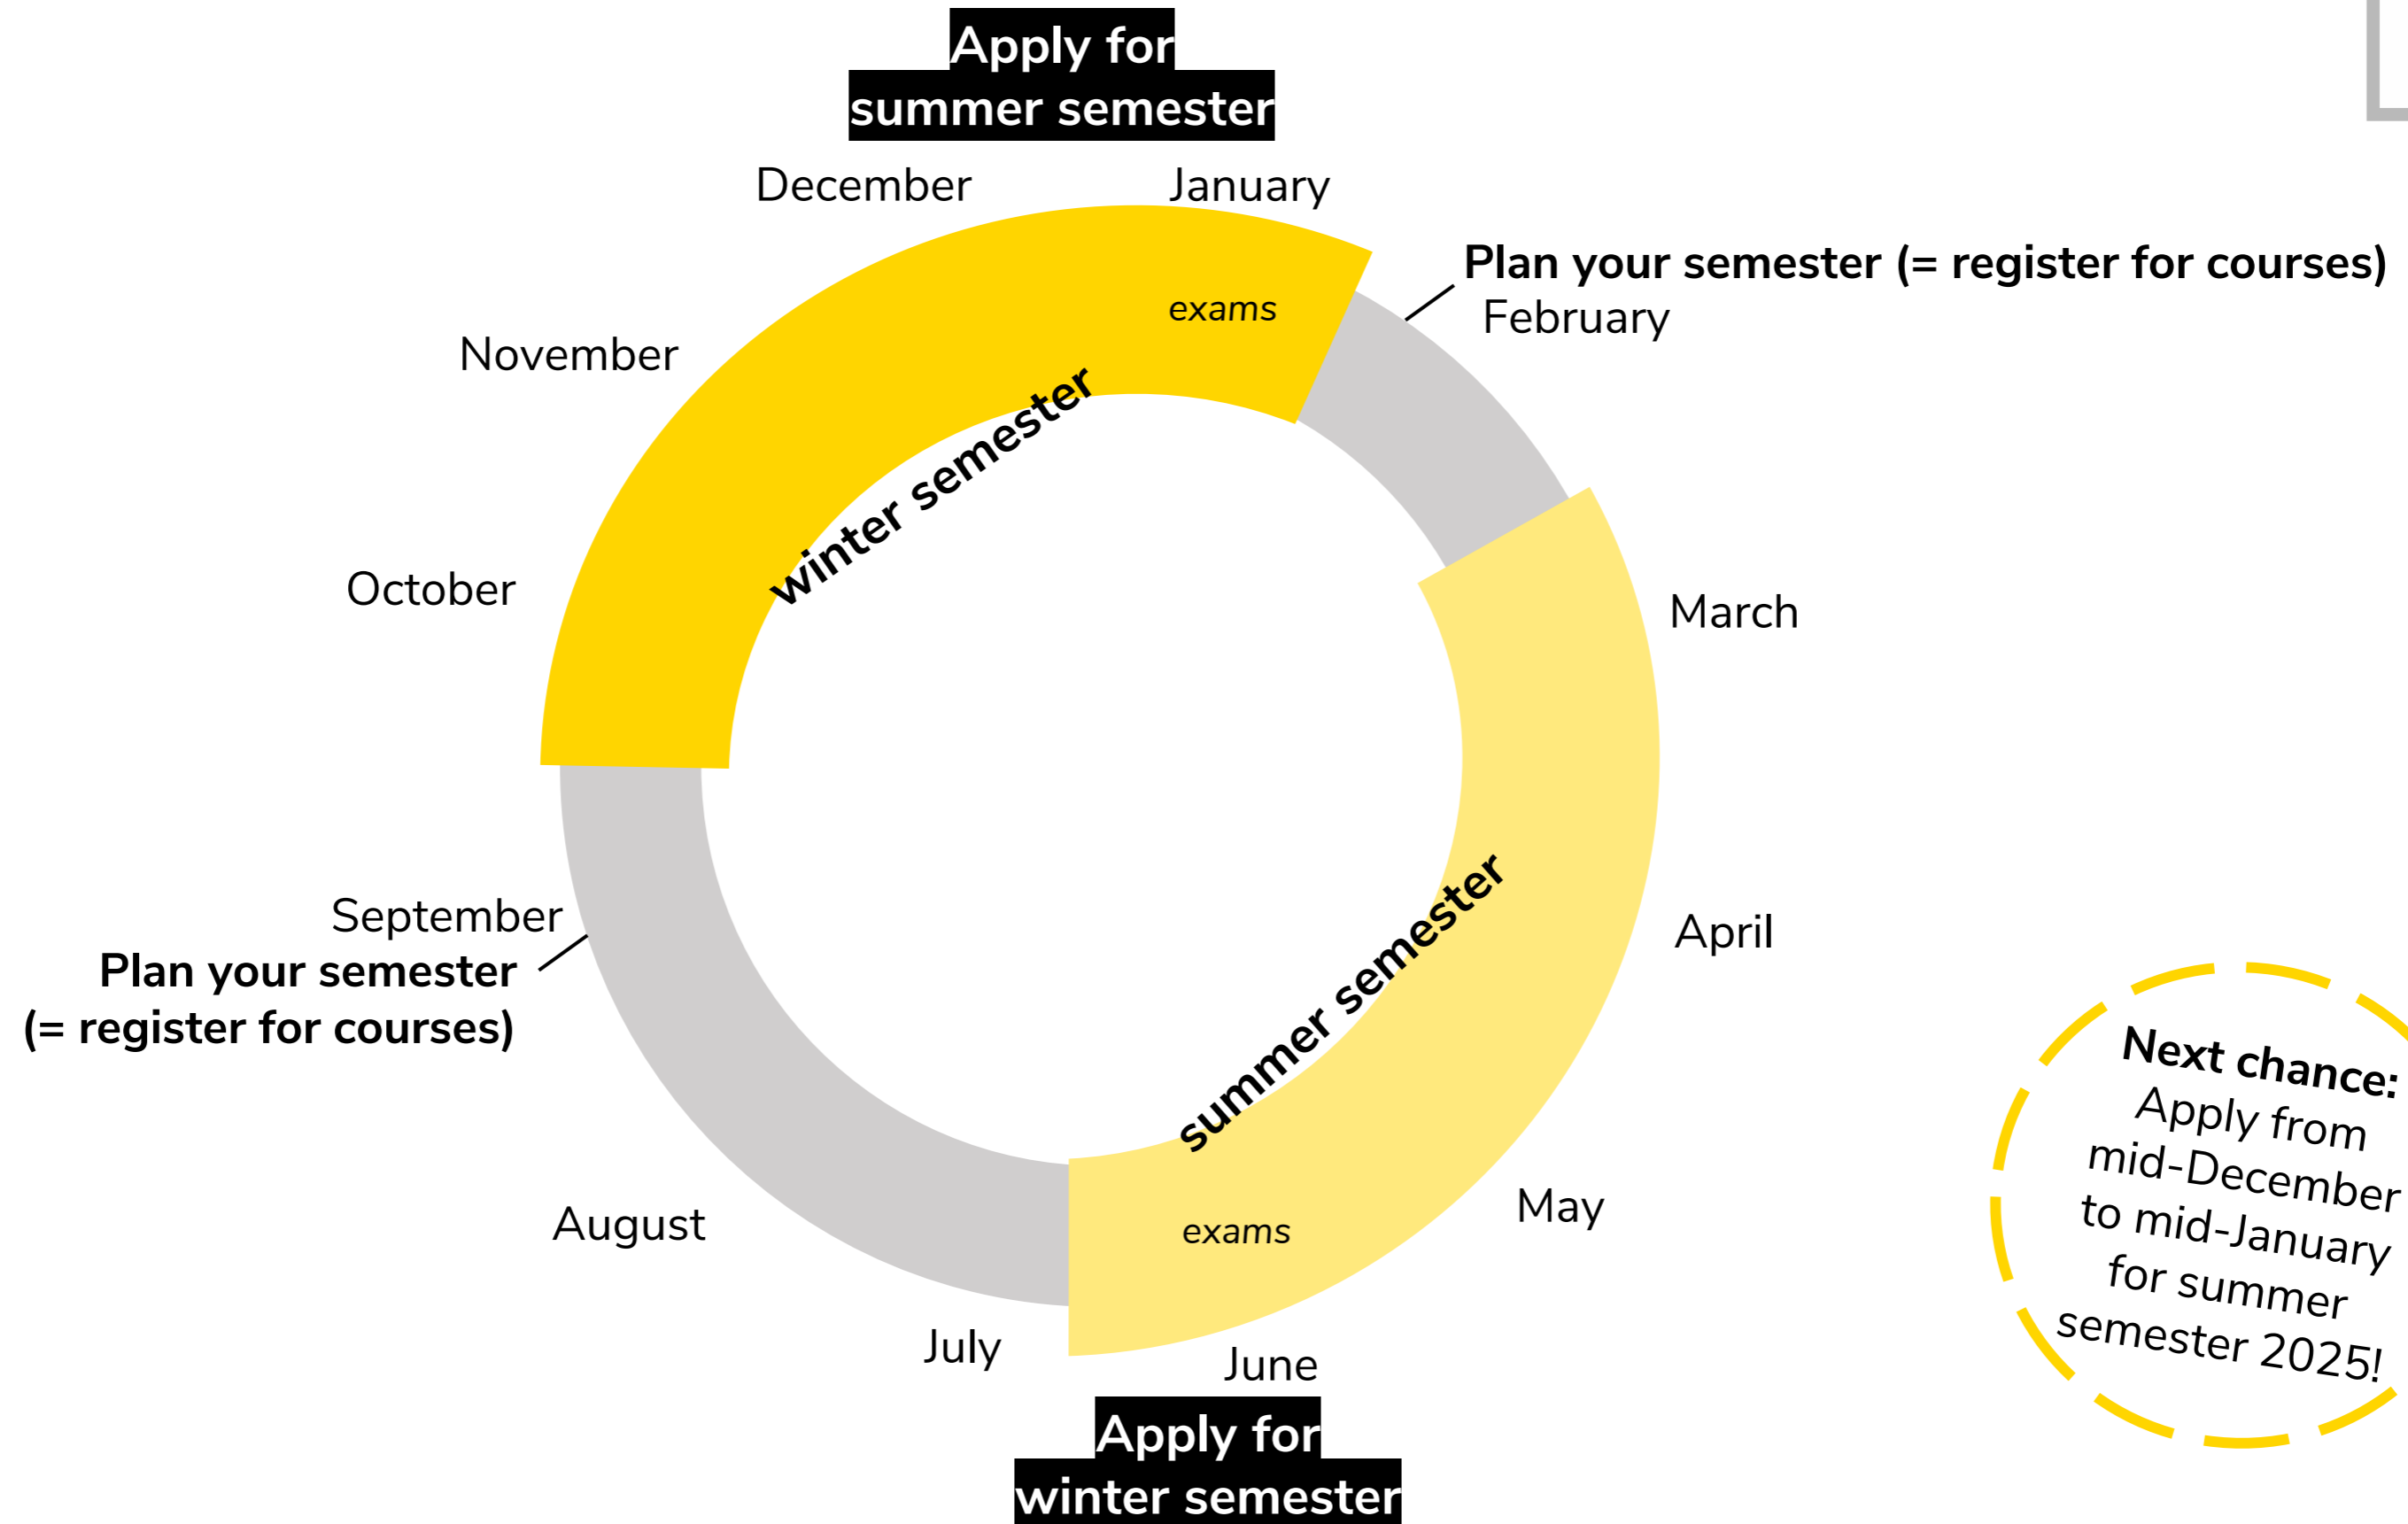 Apply for
summer semester
December
January
Plan your semester (= register for courses)
February
exams
November
winter semester
October
March
September
Plan your semester
(= register for courses)
April
summer semester
Next chance:
Apply from
mid-December
to mid-January
for summer
semester 2025!
May
August
exams
July
June
Apply for
winter semester